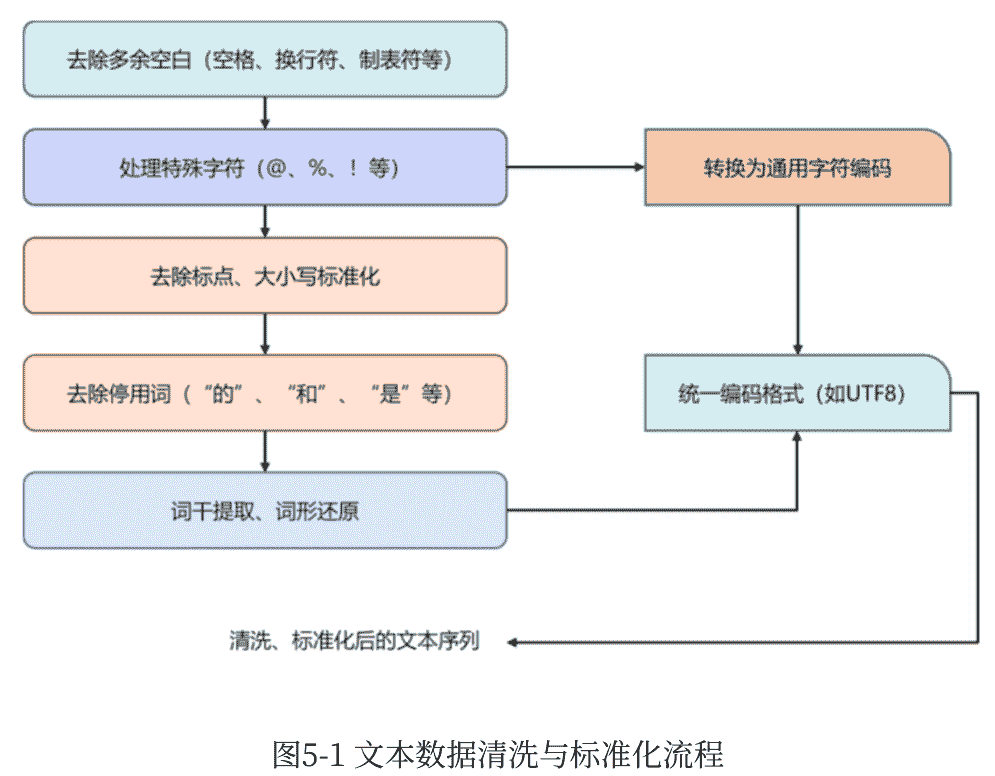 去除多余空白（空格、换行符、制表符等）
处理特殊字符（@、%、！等）
转换为通用字符编码
去除标点、大小写标准化
去除停用词（“的”、“和”、“是”等）
统一编码格式（如UTF8）
词干提取、词形还原
清洗、标准化后的文本序列
图5-1 文本数据清洗与标准化流程